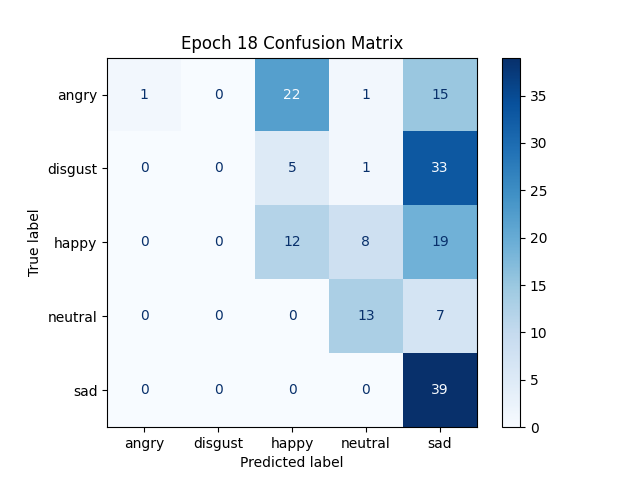 Epoch 18 Confusion Matrix
angry 1 0 22 1 15
disgust 0 0 5 1 33
happy 0 0 12 8 19
neutral 0 0 0 13 7
sad 0 0 0 0 39
angry disgust happy neutral sad
Predicted label
True label
35
30
25
20
15
10
5
0